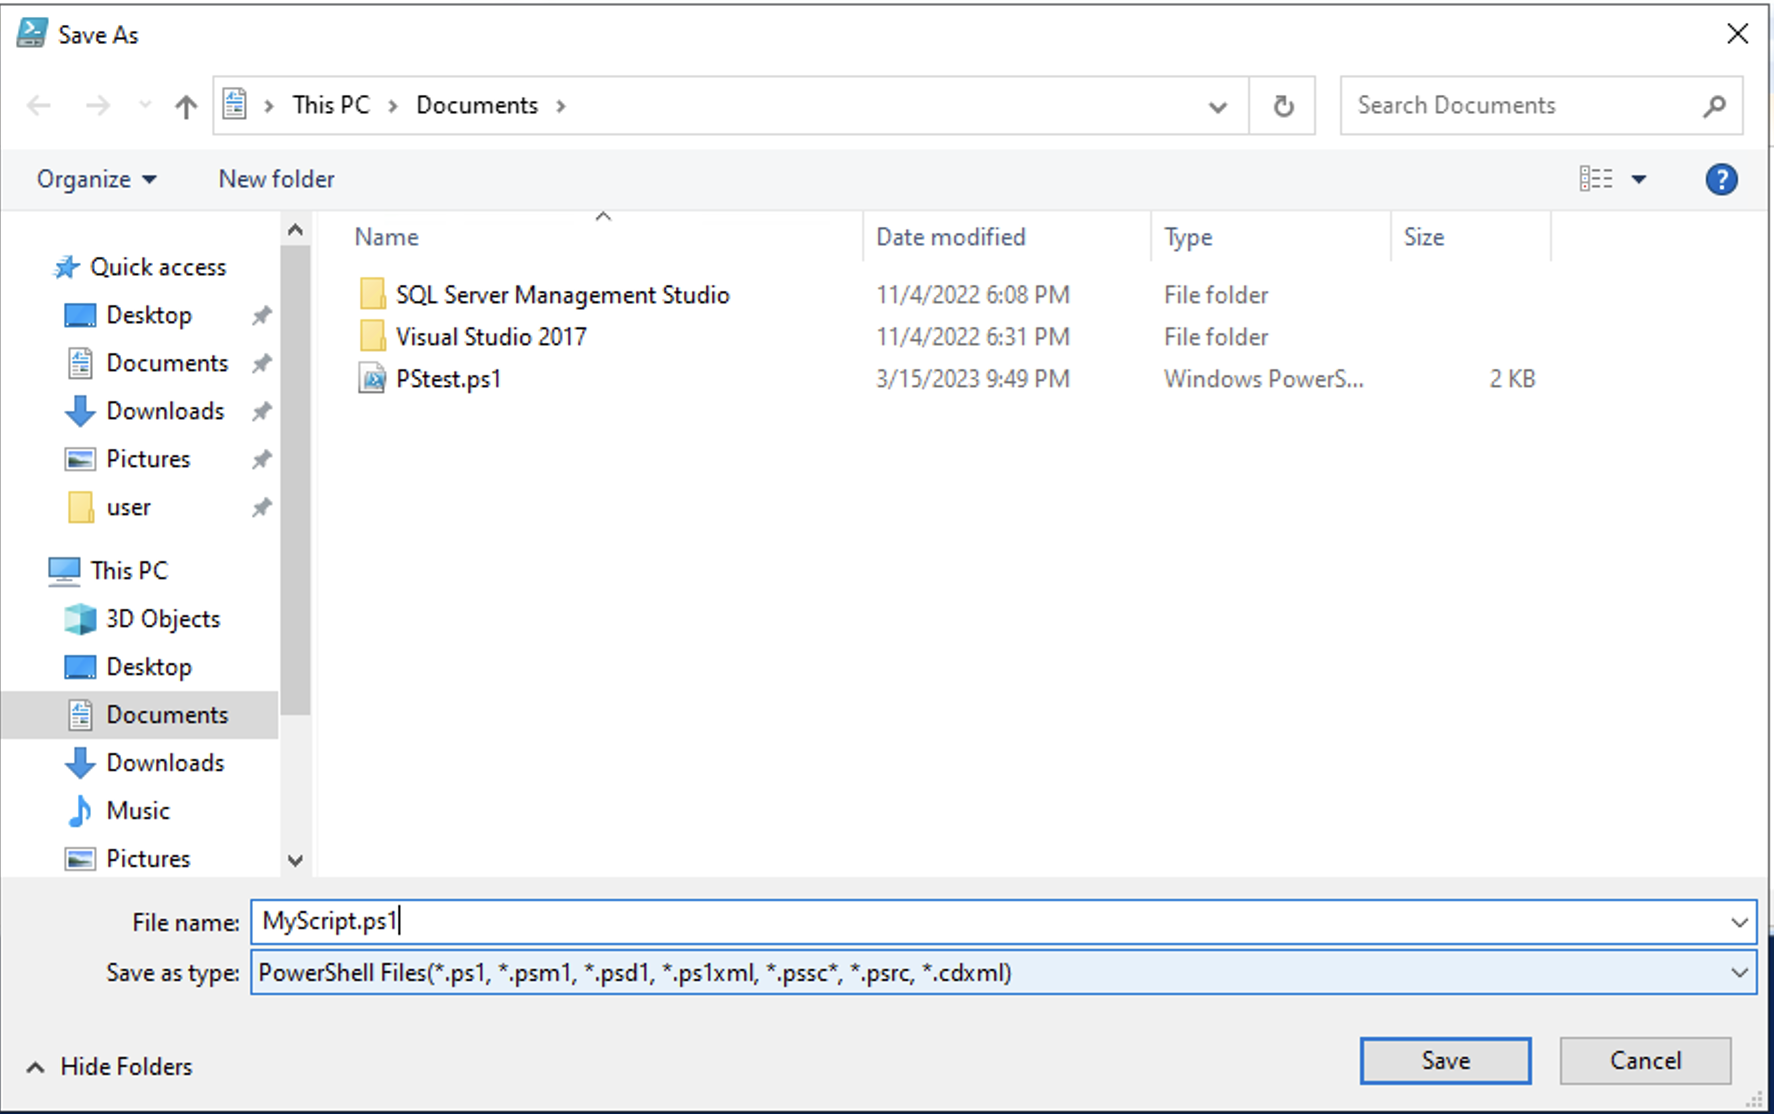 Save As
This PC Documents
Search Documents
Organize New folder
?
Name Date modified Type Size
Quick access
Desktop
Documents
Downloads
Pictures
user
This PC
3D Objects
Desktop
Documents
Downloads
Music
Pictures
SQL Server Management Studio 11/4/2022 6:08 PM File folder
Visual Studio 2017 11/4/2022 6:31 PM File folder
PStest.ps1 3/15/2023 9:49 PM Windows PowerS... 2 KB
File name: MyScript.ps1
Save as type: PowerShell Files(*.ps1, *.psm1, *.psd1, *.ps1xml, *.pssc*, *.psrc, *.cdxml)
Hide Folders
Save Cancel